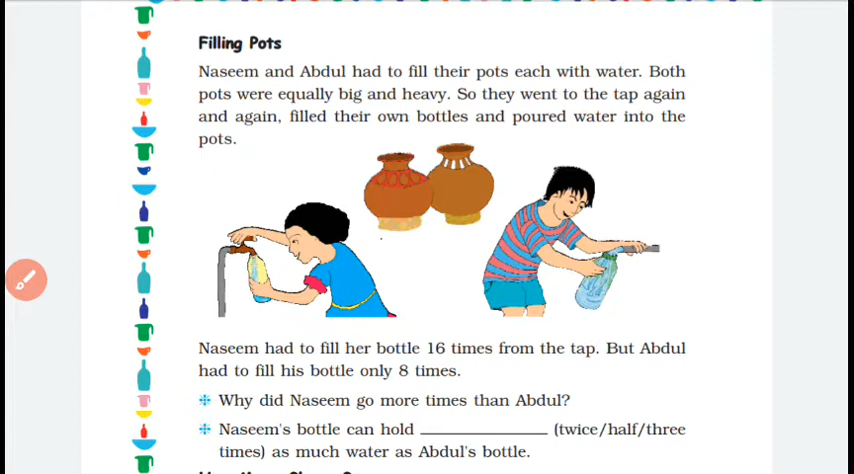 Filling Pots
Naseem and Abdul had to fill their pots each with water. Both
pots were equally big and heavy. So they went to the tap again
and again, filled their own bottles and poured water into the
pots.
Naseem had to fill her bottle 16 times from the tap. But Abdul
had to fill his bottle only 8 times.
Why did Naseem go more times than Abdul?
Naseem's bottle can hold ______________ (twice/half/three
times) as much water as Abdul's bottle.